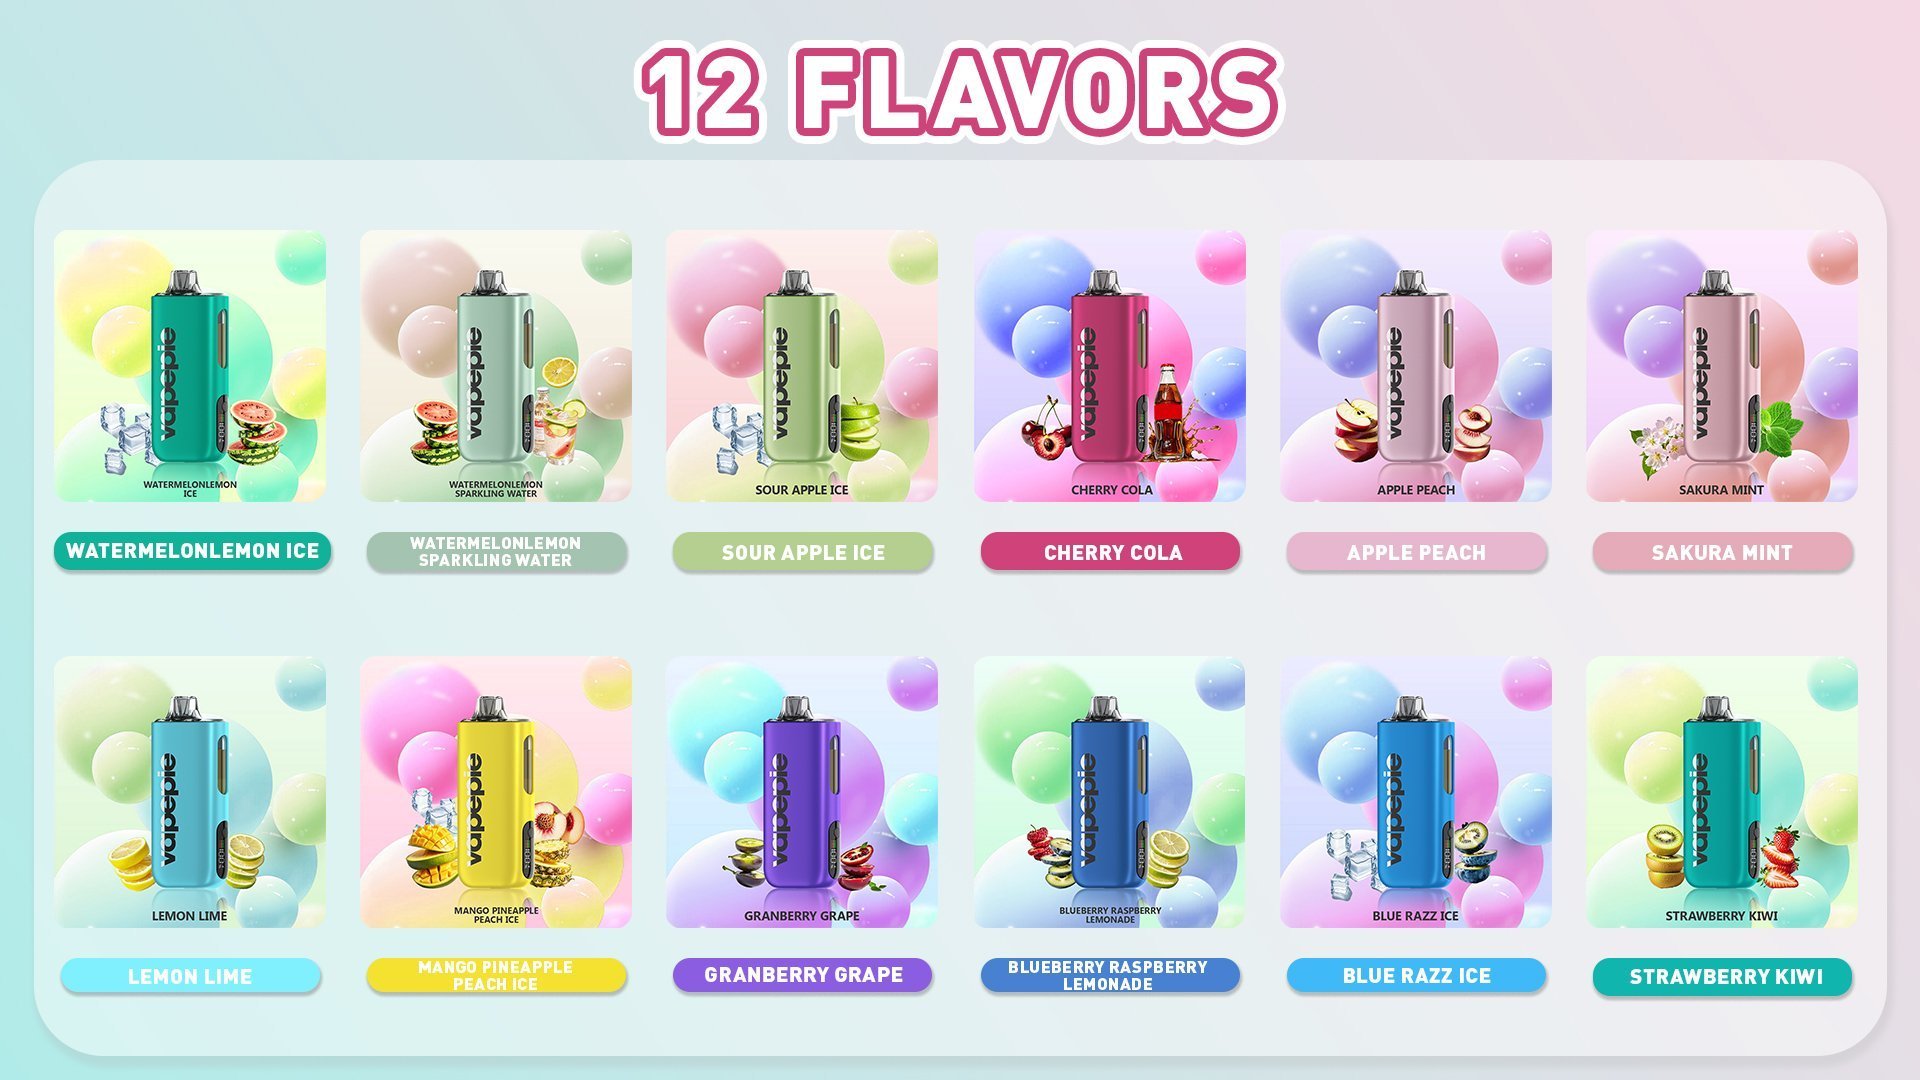 12 FLAVORS
vapepie
WATERMELONLEMON
ICE
WATERMELONLEMON ICE
vapepie
WATERMELONLEMON
SPARKLING WATER
WATERMELONLEMON
SPARKLING WATER
vapepie
SOUR APPLE ICE
SOUR APPLE ICE
vapepie
CHERRY COLA
CHERRY COLA
vapepie
APPLE PEACH
APPLE PEACH
vapepie
SAKURA MINT
SAKURA MINT
vapepie
LEMON LIME
LEMON LIME
vapepie
MANGO PINEAPPLE
PEACH ICE
MANGO PINEAPPLE
PEACH ICE
vapepie
GRANBERRY GRAPE
GRANBERRY GRAPE
vapepie
BLUEBERRY RASPBERRY
LEMONADE
BLUEBERRY RASPBERRY
LEMONADE
vapepie
BLUE RAZZ ICE
BLUE RAZZ ICE
vapepie
STRAWBERRY KIWI
STRAWBERRY KIWI